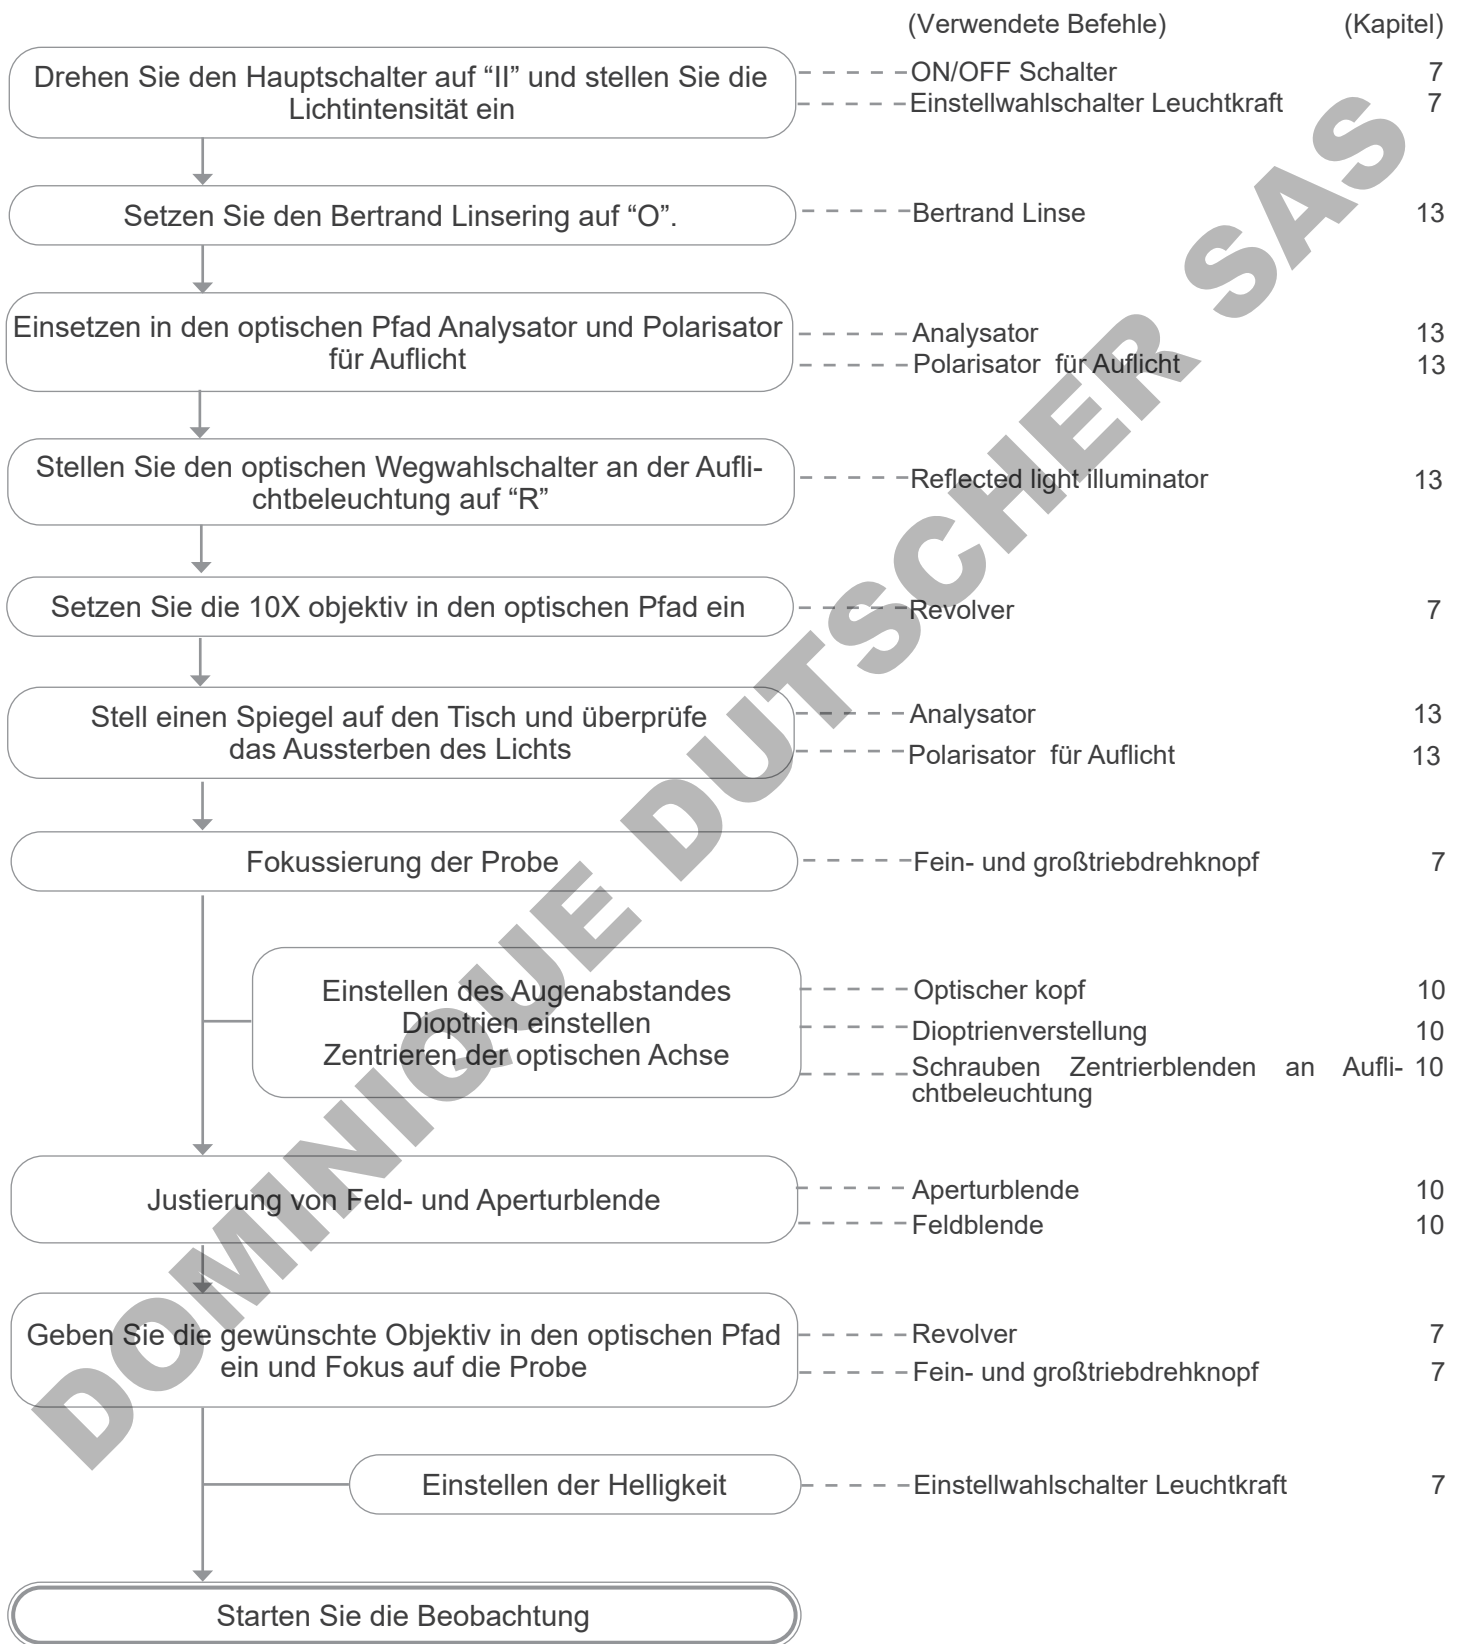 (Verwendete Befehle) (Kapitel)
Drehen Sie den Hauptschalter auf “II” und stellen Sie die
Lichtintensität ein
ON/OFF Schalter 7
Einstellwahlschalter Leuchtkraft 7
Setzen Sie den Bertrand Linsering auf “O”.
Bertrand Linse 13
Einsetzen in den optischen Pfad Analysator und Polarisator
für Auflicht
Analysator 13
Polarisator für Auflicht 13
Stellen Sie den optischen Wegwahlschalter an der Aufli-
chtbeleuchtung auf “R”
Reflected light illuminator 13
Setzen Sie die 10X objektiv in den optischen Pfad ein
Revolver 7
Stell einen Spiegel auf den Tisch und überprüfe
das Aussterben des Lichts
Analysator 13
Polarisator für Auflicht 13
Fokussierung der Probe
Fein- und großtriebdrehknopf 7
Einstellen des Augenabstandes
Dioptrien einstellen
Zentrieren der optischen Achse
Optischer kopf 10
Dioptrienverstellung 10
Schrauben Zentrierblenden an Aufli- 10
chtbeleuchtung
Justierung von Feld- und Aperturblende
Aperturblende 10
Feldblende 10
Geben Sie die gewünschte Objektiv in den optischen Pfad
ein und Fokus auf die Probe
Revolver 7
Fein- und großtriebdrehknopf 7
Einstellen der Helligkeit
Einstellwahlschalter Leuchtkraft 7
Starten Sie die Beobachtung
DOMINIQUE DUTSCHER SAS